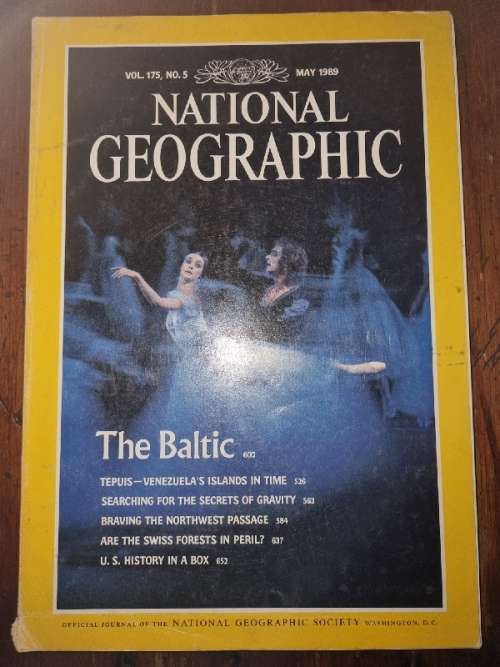 VOL. 175, NO. 5 MAY 1989
NATIONAL
GEOGRAPHIC
The Baltic 602
TEPUIS—VENEZUELA'S ISLANDS IN TIME 526
SEARCHING FOR THE SECRETS OF GRAVITY 563
BRAVING THE NORTHWEST PASSAGE 584
ARE THE SWISS FORESTS IN PERIL? 637
U. S. HISTORY IN A BOX 652
OFFICIAL JOURNAL OF THE NATIONAL GEOGRAPHIC SOCIETY WASHINGTON, D.C.